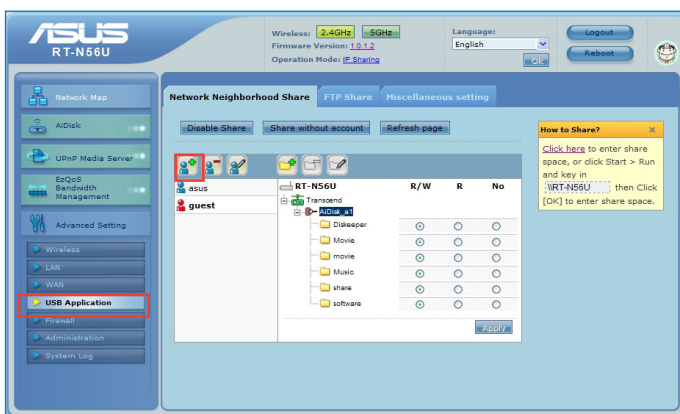 ASUS
RT-N56U
Wireless: 2.4GHz 5GHz
Firmware Version: 1.0.1.2
Operation Mode: IP Sharing
Language:
English
Ok
Logout
Reboot
Network Map
AiDisk
UPnP Media Server
EzQoS
Bandwidth
Management
Advanced Setting
Wireless
LAN
WAN
USB Application
Firewall
Administration
System Log
Network Neighborhood Share FTP Share Miscellaneous setting
Disable Share Share without account Refresh page
asus
guest
RT-N56U R/W R No
Transcend
AiDisk_a1
Diskeeper
Movie
movie
Music
share
software
Apply
How to Share? X
Click here to enter share
space, or click Start > Run
and key in
\\RT-N56U then Click
[OK] to enter share space.